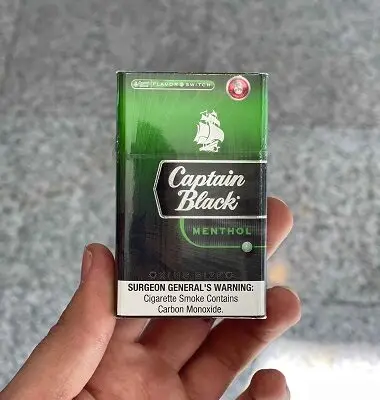 FLAVOR SWITCH
Captain
Black
MENTHOL
SURGEON GENERAL'S WARNING:
Cigarette Smoke Contains
Carbon Monoxide.